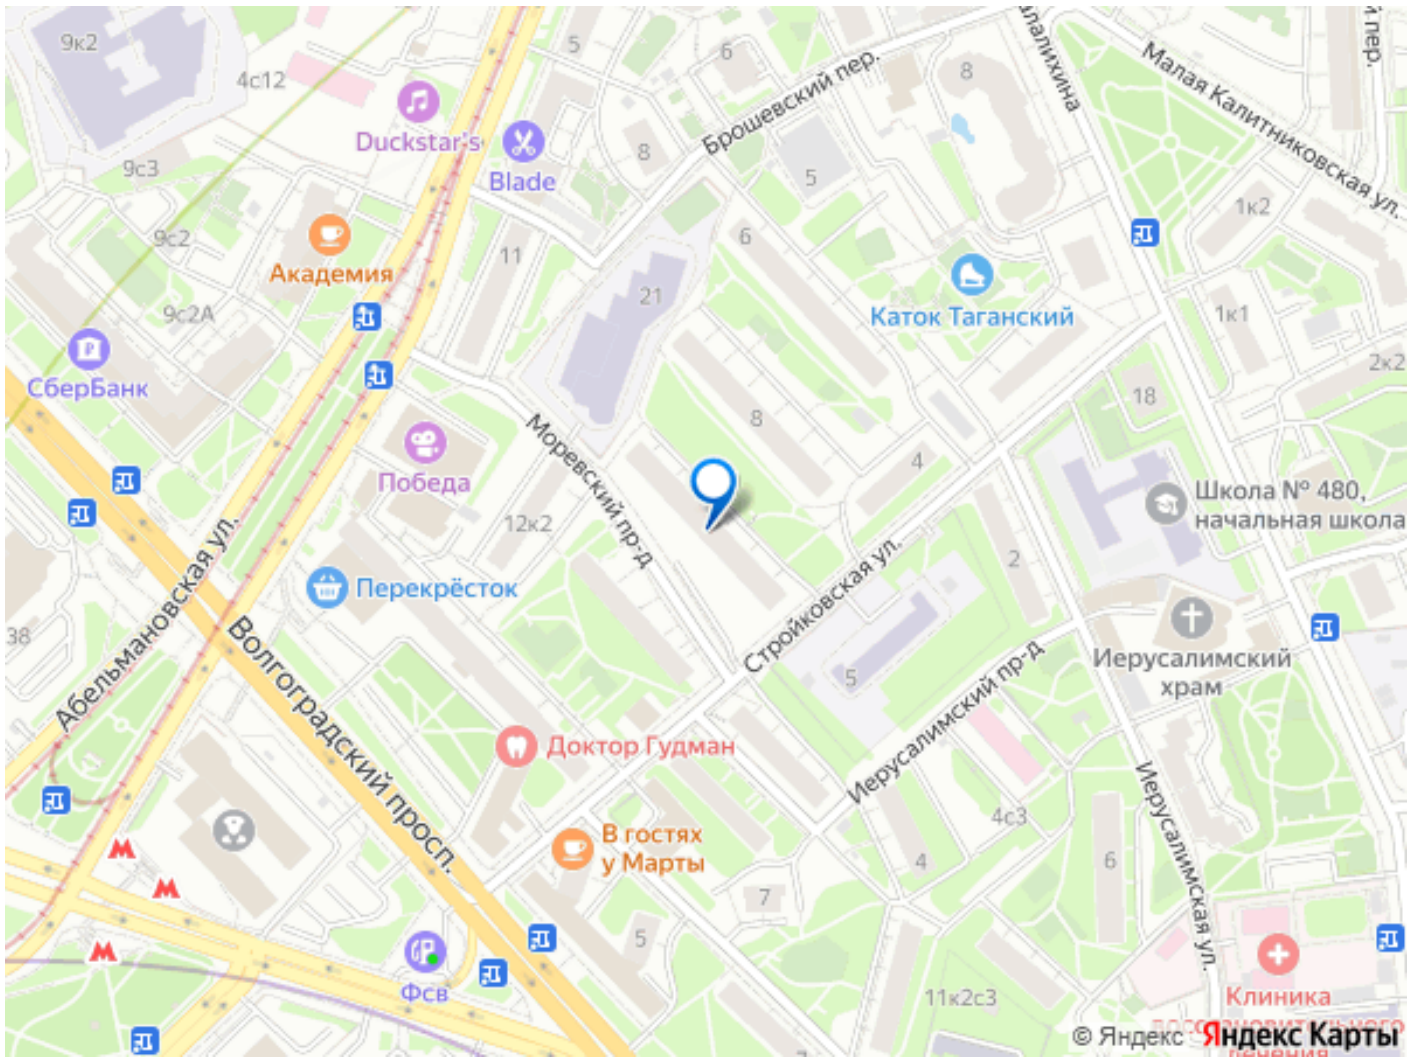 9к2
4с12
5
6
8
Малая Калитниковская ул.
Брошевский пер.
Duckstar's
Blade
8
5
9с3
9с2
1к2
Академия
11
6
21
Каток Таганский
9с2А
1к1
СберБанк
2к2
18
Моревский пр-д
8
4
Победа
12к2
Школа № 480,
начальная школа
Абельмановская ул.
Стройковская ул.
2
Перекрёсток
38
Волгоградский просп.
5
Иерусалимский
храм
Иерусалимский пр-д
Доктор Гудман
Иерусалимская ул.
4с3
В гостях
у Марты
4
6
7
5
Фсв
11к2с3
Клиника
восстановительного
лечения
7
© Яндекс Яндекс Карты